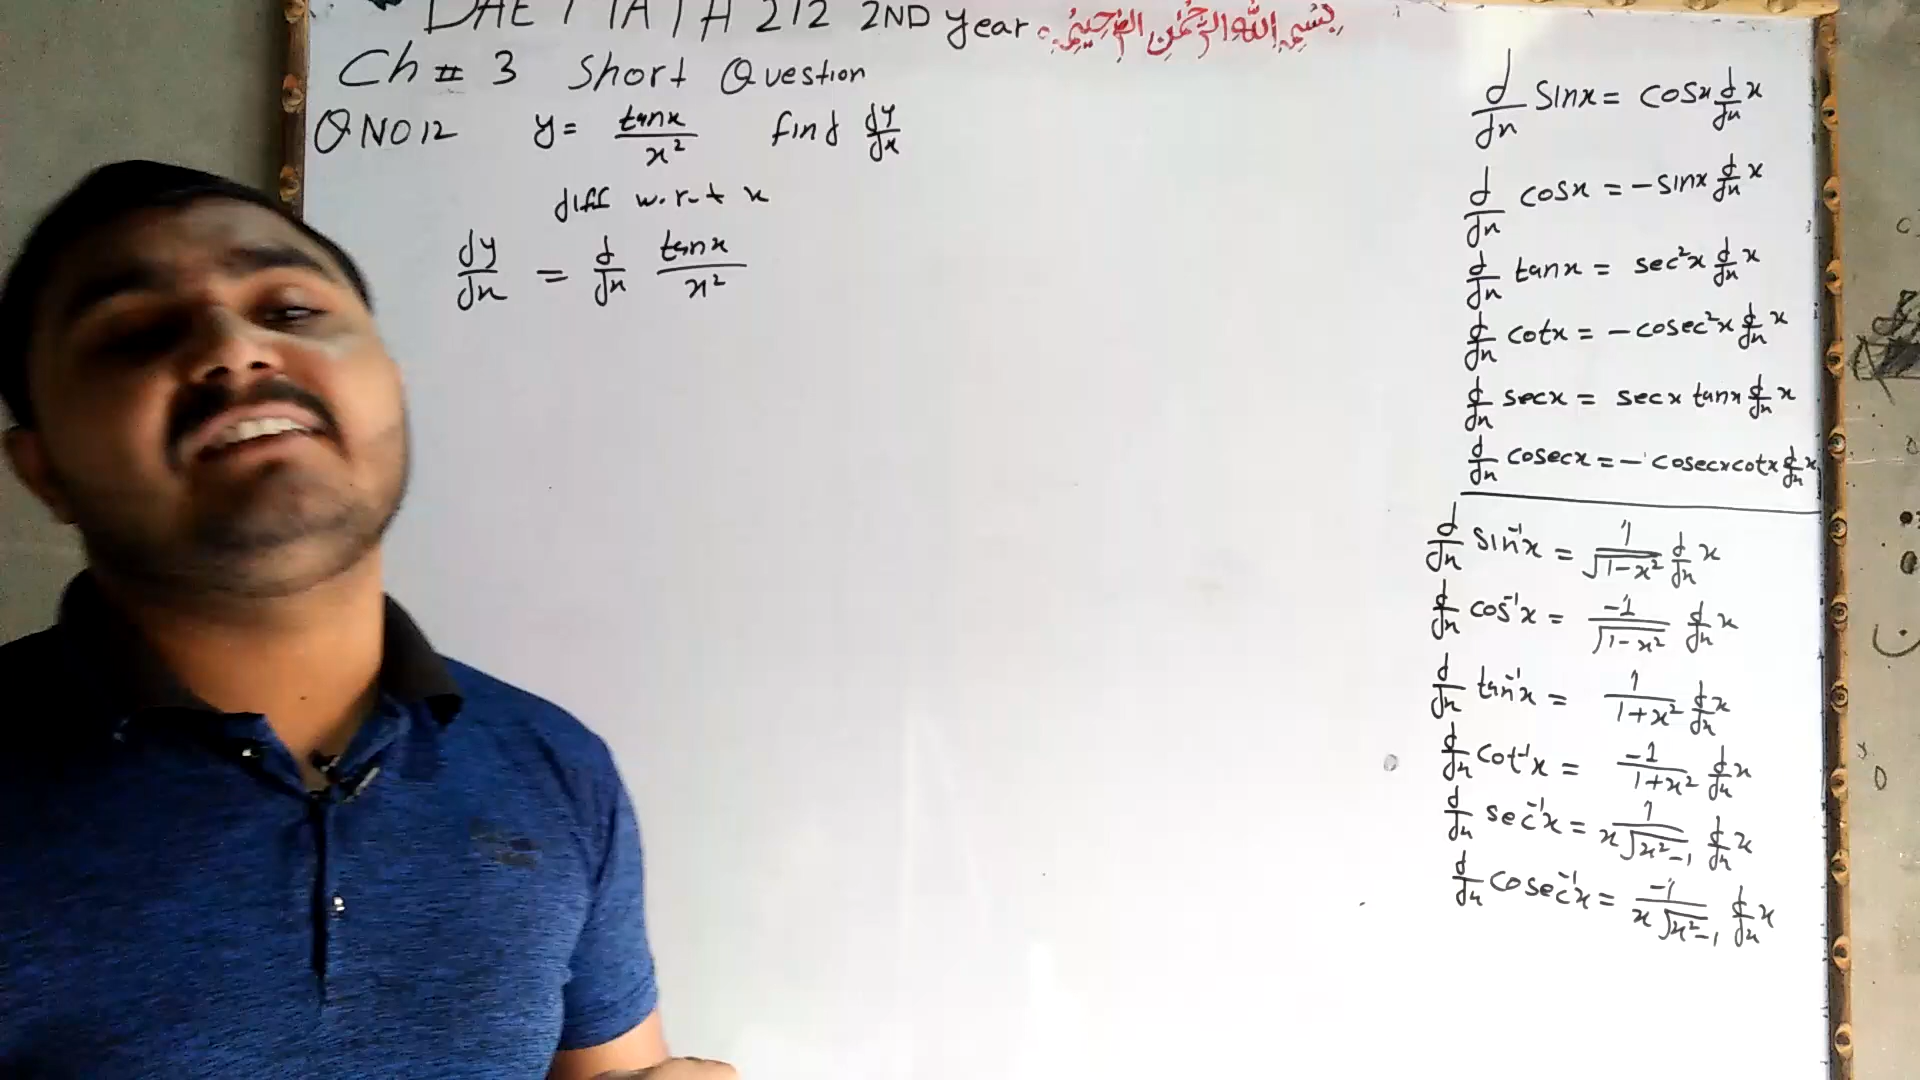 DAE MATH 212 2ND Year بِسْمِ اللهِ الرَّحْمٰنِ الرَّحِيْمِ
Ch # 3 Short Question
Q NO 12 y = tanx/x² find dy/dx
diff w.r.t x
dy/dx = d/dx tanx/x²
d/dx sinx = cosx d/dx x
d/dx cosx = -sinx d/dx x
d/dx tanx = sec²x d/dx x
d/dx cotx = -cosec²x d/dx x
d/dx secx = secx tanx d/dx x
d/dx cosecx = -cosecxcotx d/dx x
d/dx sin⁻¹x = 1/√(1-x²) d/dx x
d/dx cos⁻¹x = -1/√(1-x²) d/dx x
d/dx tan⁻¹x = 1/(1+x²) d/dx x
d/dx cot⁻¹x = -1/(1+x²) d/dx x
d/dx sec⁻¹x = 1/(x√(x²-1)) d/dx x
d/dx cosec⁻¹x = -1/(x√(x²-1)) d/dx x